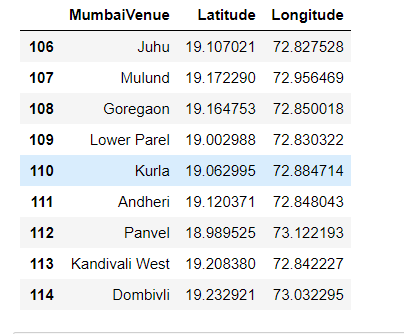 MumbaiVenue Latitude Longitude
106 Juhu 19.107021 72.827528
107 Mulund 19.172290 72.956469
108 Goregaon 19.164753 72.850018
109 Lower Parel 19.002988 72.830322
110 Kurla 19.062995 72.884714
111 Andheri 19.120371 72.848043
112 Panvel 18.989525 73.122193
113 Kandivali West 19.208380 72.842227
114 Dombivli 19.232921 73.032295